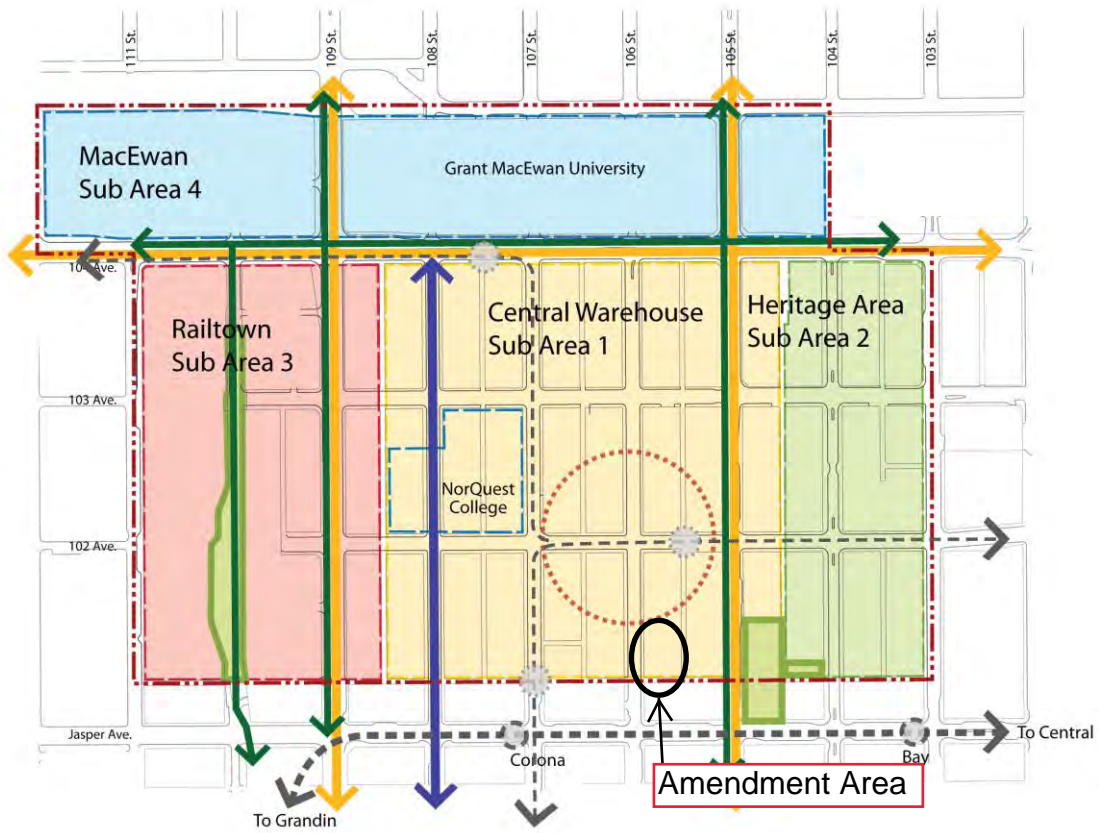 111 St.
109 St.
108 St.
107 St.
106 St.
105 St.
104 St.
103 St.
MacEwan
Sub Area 4
Grant MacEwan University
104 Ave.
Railtown
Sub Area 3
Central Warehouse
Sub Area 1
Heritage Area
Sub Area 2
103 Ave.
NorQuest
College
102 Ave.
Jasper Ave.
Corona
Bay
To Central
Amendment Area
To Grandin